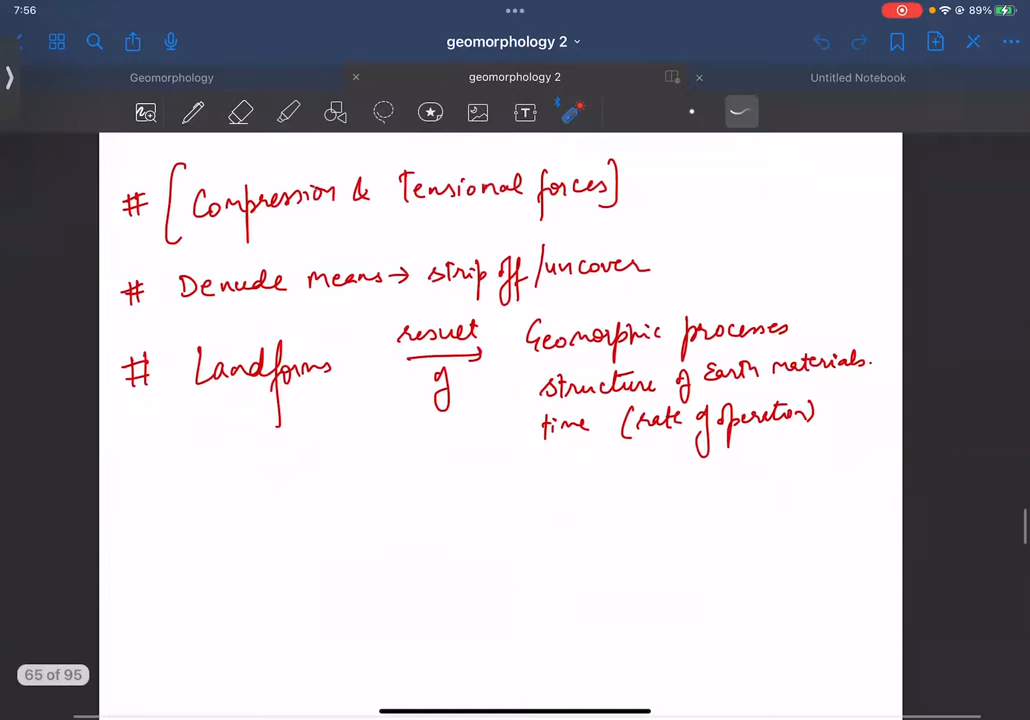 7:56
89%
geomorphology 2
Geomorphology
geomorphology 2
Untitled Notebook
T
# [Compression & Tensional forces]
# Denude means → strip off/uncover
# Landforms result of → Geomorphic processes
structure of Earth materials.
time (rate of operation)
65 of 95